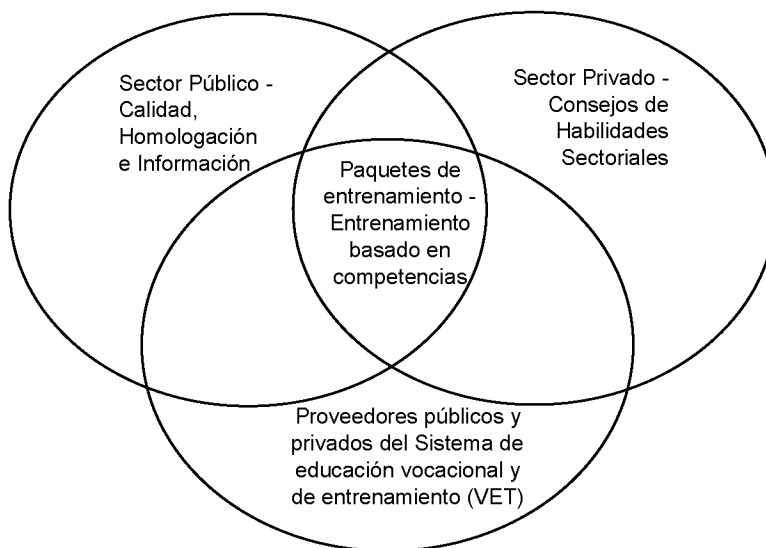 Sector Público -
Calidad,
Homologación
e Información
Sector Privado -
Consejos de
Habilidades
Sectoriales
Paquetes de
entrenamiento -
Entrenamiento
basado en
competencias
Proveedores públicos y
privados del Sistema de
educación vocacional y
de entrenamiento (VET)